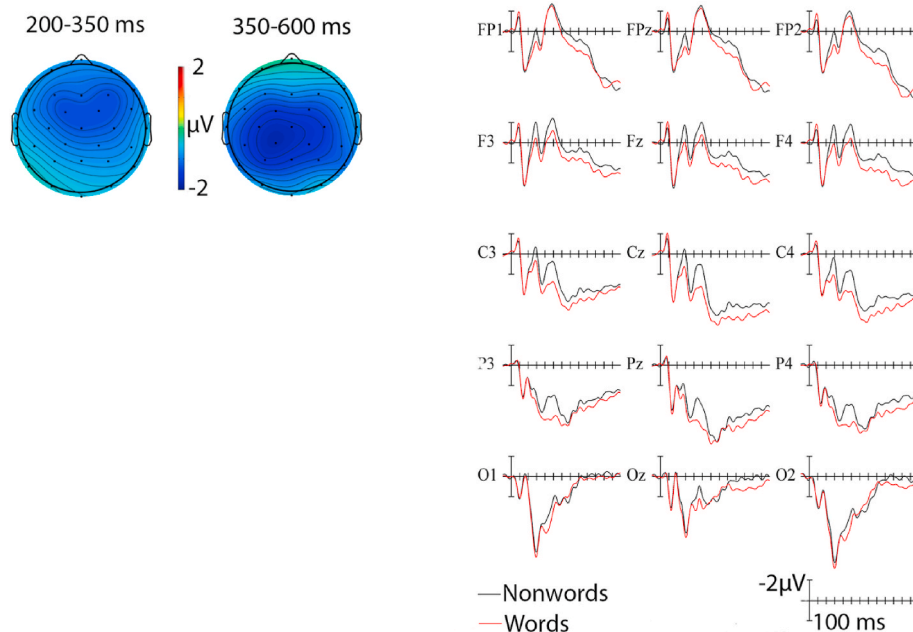 200-350 ms 350-600 ms
2
μV
-2
FP1 FPz FP2
F3 Fz F4
C3 Cz C4
P3 Pz P4
O1 Oz O2
Nonwords
Words
-2μV
100 ms